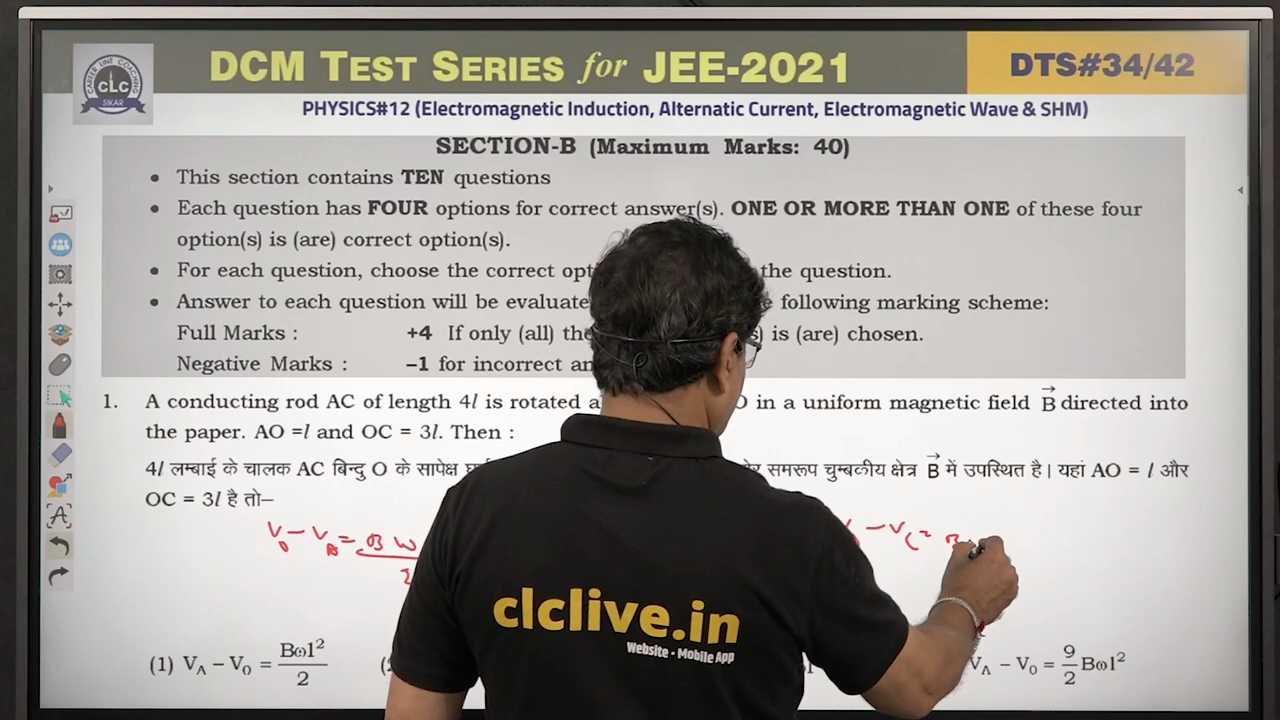 DCM TEST SERIES for JEE-2021
DTS#34/42
CAREER LINE COACHING
CLC
SIKAR
PHYSICS#12 (Electromagnetic Induction, Alternatic Current, Electromagnetic Wave & SHM)
SECTION-B (Maximum Marks: 40)
• This section contains TEN questions
• Each question has FOUR options for correct answer(s). ONE OR MORE THAN ONE of these four
option(s) is (are) correct option(s).
• For each question, choose the correct the question.
• Answer to each question will be following marking scheme:
Full Marks : +4 If only (all) is (are) chosen.
Negative Marks : –1 for incorrect
1. A conducting rod AC of length 4l is rotated in a uniform magnetic field B⃗ directed into
the paper. AO =l and OC = 3l. Then :
4l लम्बाई के चालक AC बिन्दु O के सापेक्ष समरूप चुम्बकीय क्षेत्र B⃗ में उपस्थित है। यहां AO = l और
OC = 3l है तो–
(1) V_A – V_O = Bωl²/2
V_A – V_O = 9/2 Bωl²
clclive.in
Website • Mobile App